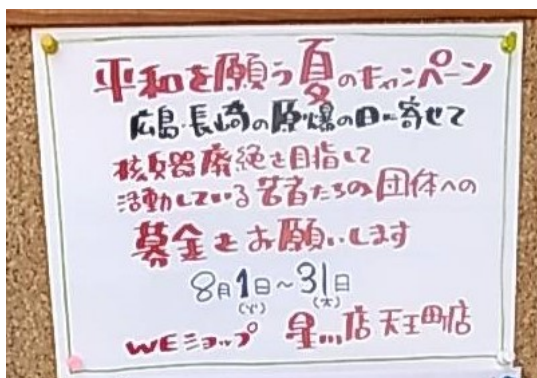 平和を願う夏のキャンペーン
広島・長崎の原爆の日に寄せて
核兵器廃絶を目指して
活動している若者たちの団体への
募金をお願いします
8月1日～31日
(火) (木)
WEショップ 星川店 天王町店